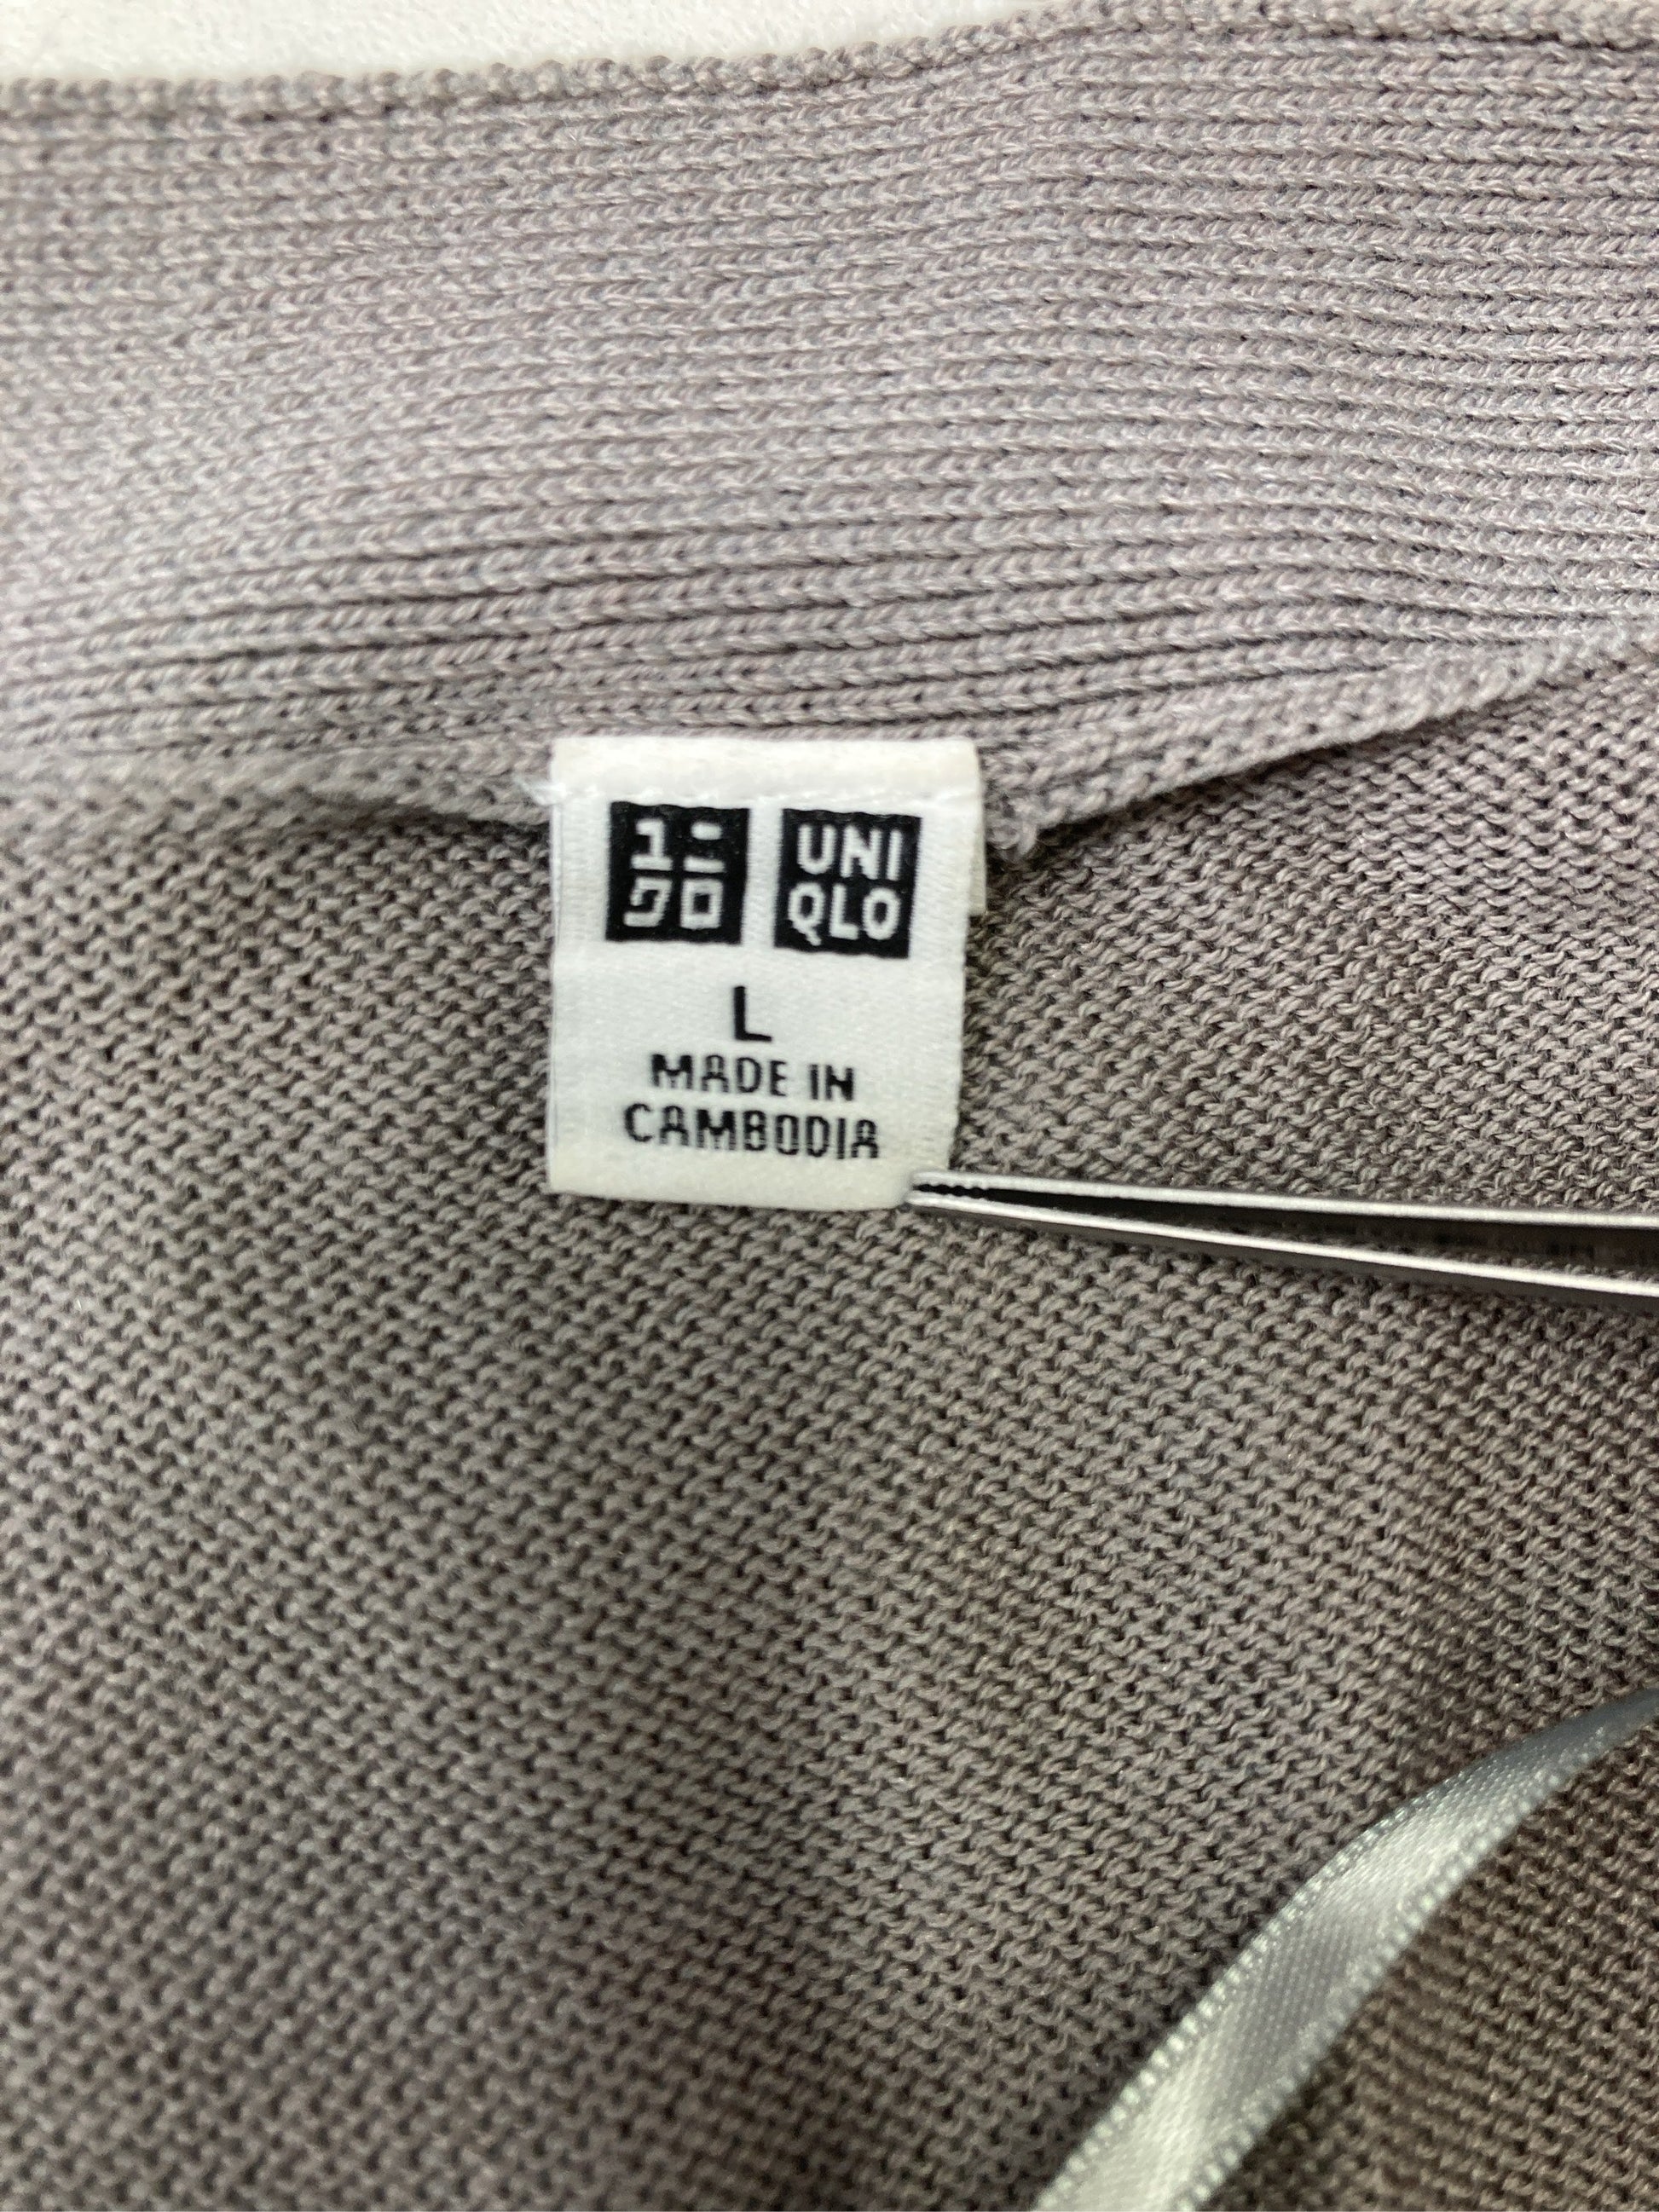 ユニ
クロ
UNI
QLO
L
MADE IN
CAMBODIA